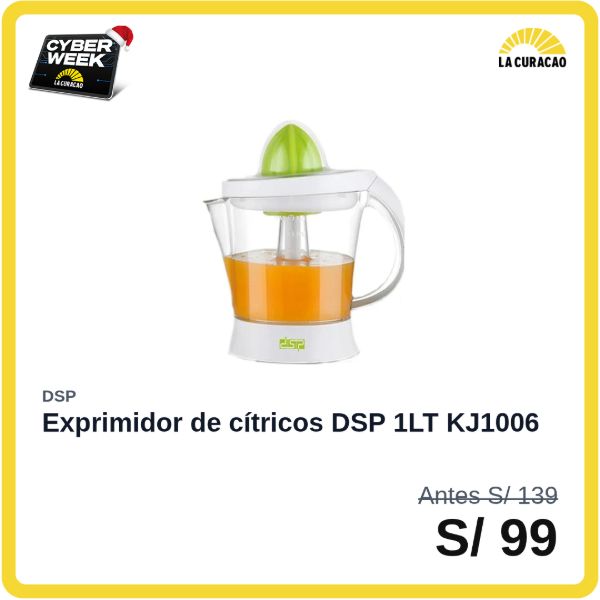 CYBER
WEEK
LA CURACAO
LA CURACAO
dsp
DSP
Exprimidor de cítricos DSP 1LT KJ1006
Antes S/ 139
S/ 99